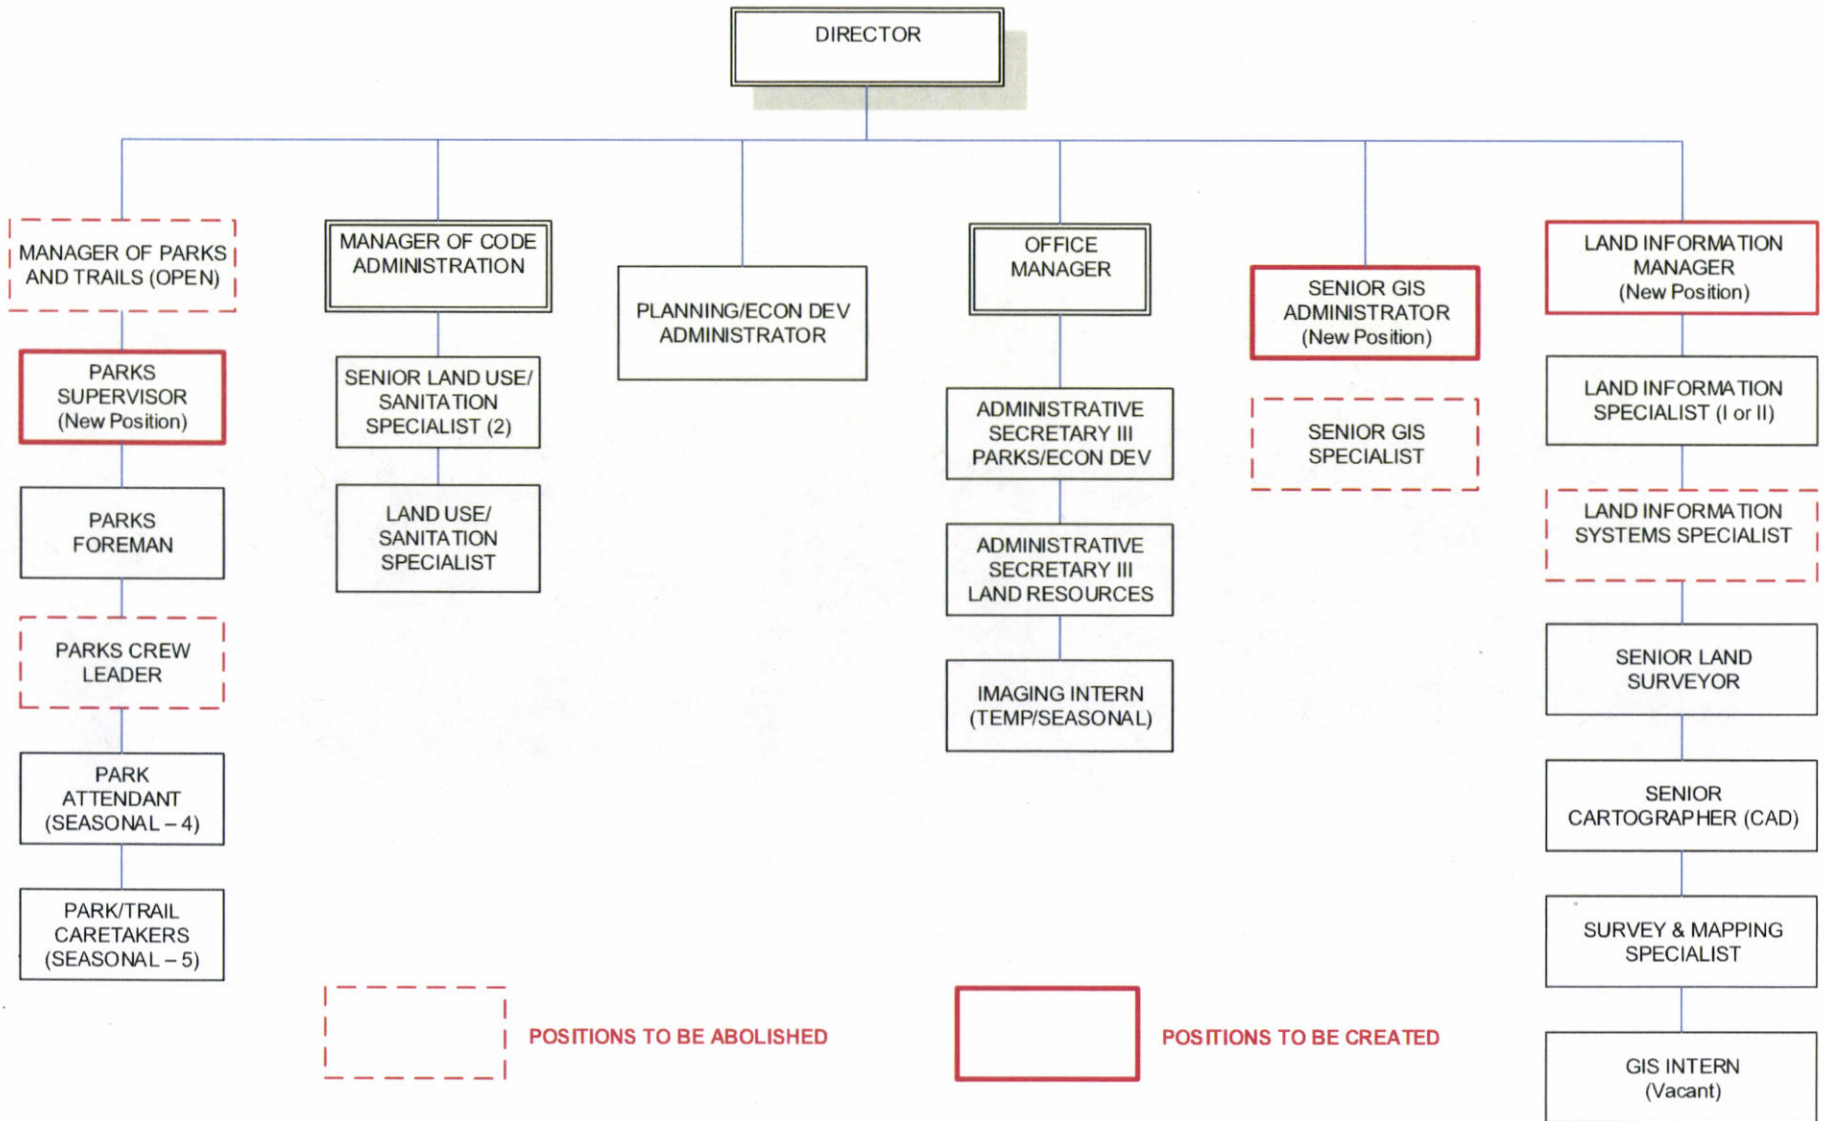 DIRECTOR
MANAGER OF PARKS
AND TRAILS (OPEN)
PARKS
SUPERVISOR
(New Position)
PARKS
FOREMAN
PARKS CREW
LEADER
PARK
ATTENDANT
(SEASONAL – 4)
PARK/TRAIL
CARETAKERS
(SEASONAL – 5)
MANAGER OF CODE
ADMINISTRATION
SENIOR LAND USE/
SANITATION
SPECIALIST (2)
LAND USE/
SANITATION
SPECIALIST
PLANNING/ECON DEV
ADMINISTRATOR
OFFICE
MANAGER
ADMINISTRATIVE
SECRETARY III
PARKS/ECON DEV
ADMINISTRATIVE
SECRETARY III
LAND RESOURCES
IMAGING INTERN
(TEMP/SEASONAL)
SENIOR GIS
ADMINISTRATOR
(New Position)
SENIOR GIS
SPECIALIST
LAND INFORMATION
MANAGER
(New Position)
LAND INFORMATION
SPECIALIST (I or II)
LAND INFORMATION
SYSTEMS SPECIALIST
SENIOR LAND
SURVEYOR
SENIOR
CARTOGRAPHER (CAD)
SURVEY & MAPPING
SPECIALIST
GIS INTERN
(Vacant)
POSITIONS TO BE ABOLISHED
POSITIONS TO BE CREATED